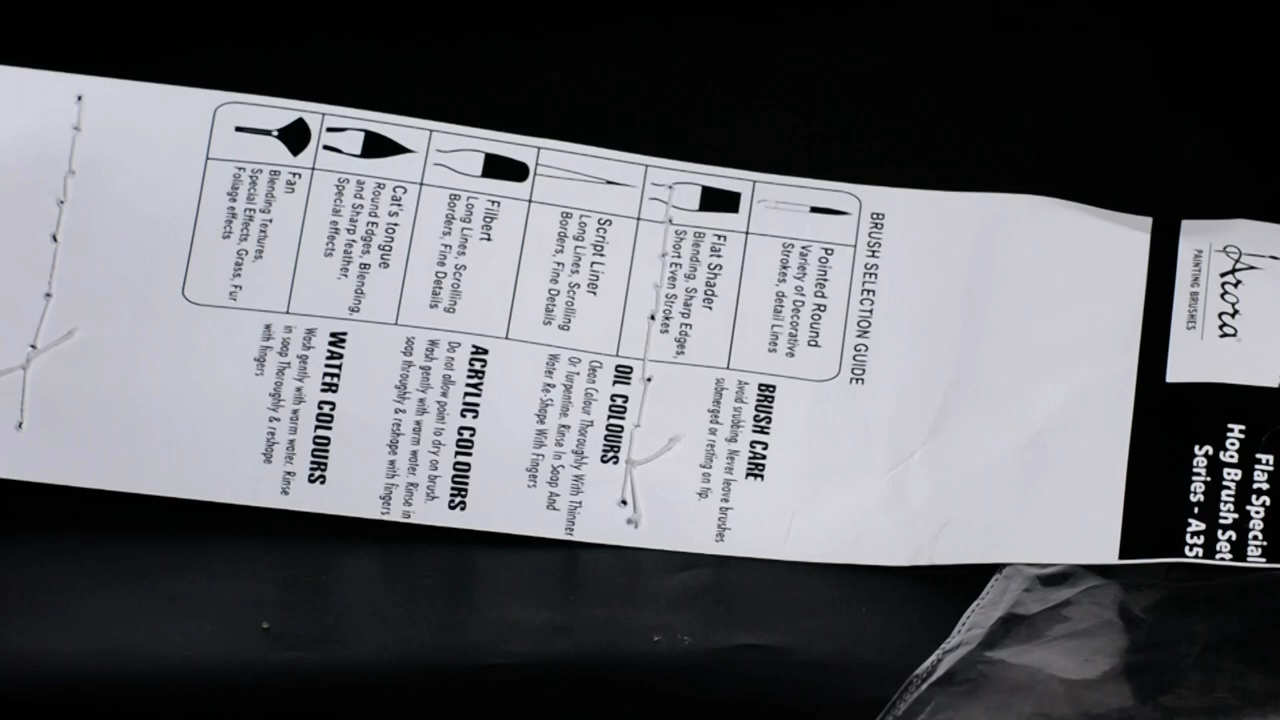 Arora
PAINTING BRUSHES
Flat Special
Hog Brush Set
Series - A35
BRUSH SELECTION GUIDE
Pointed Round
Variety of Decorative
Strokes, detail Lines
Flat Shader
Blending, Sharp Edges,
Short Even Strokes
Script Liner
Long Lines, Scrolling
Borders, Fine Details
Filbert
Long Lines, Scrolling
Borders, Fine Details
Cat's tongue
Round Edges, Blending,
and Sharp feather,
Special effects
Fan
Blending Textures,
Special Effects, Grass, Fur
Foliage effects
BRUSH CARE
Avoid srubbing. Never leave brushes
submerged or resting on tip.
OIL COLOURS
Clean Colour Thoroughly With Thinner
Or Turpentine. Rinse In Soap And
Water Re-Shape With Fingers
ACRYLIC COLOURS
Do not allow point to dry on brush.
Wash gently with warm water. Rinse in
soap throughly & reshape with fingers
WATER COLOURS
Wash gently with warm water. Rinse
in soap Thoroughly & reshape
with fingers